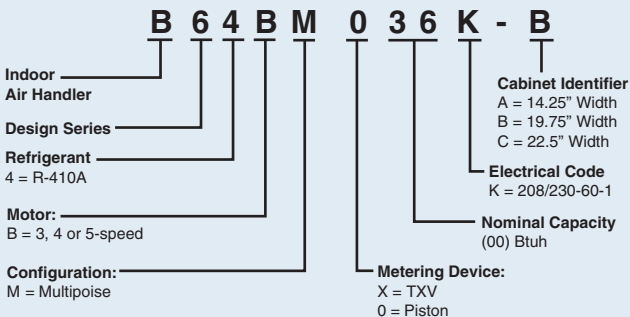 B 6 4 B M 0 3 6 K - B
Indoor
Air Handler
Design Series
Refrigerant
4 = R-410A
Motor:
B = 3, 4 or 5-speed
Configuration:
M = Multipoise
Cabinet Identifier
A = 14.25” Width
B = 19.75” Width
C = 22.5” Width
Electrical Code
K = 208/230-60-1
Nominal Capacity
(00) Btuh
Metering Device:
X = TXV
0 = Piston